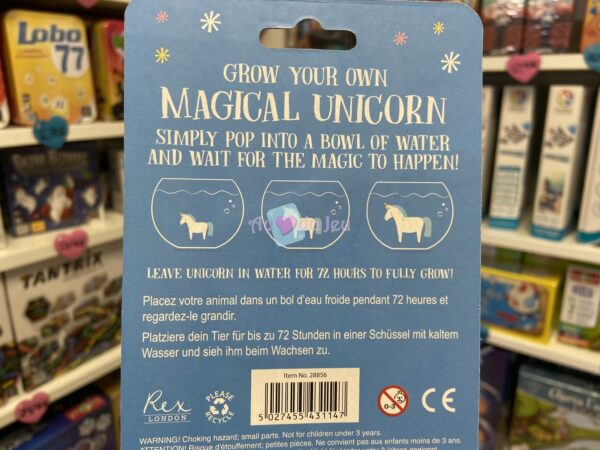 Lobo
77
GROW YOUR OWN
MAGICAL UNICORN
SIMPLY POP INTO A BOWL OF WATER
AND WAIT FOR THE MAGIC TO HAPPEN!
LEAVE UNICORN IN WATER FOR 72 HOURS TO FULLY GROW!
Placez votre animal dans un bol d'eau froide pendant 72 heures et
regardez-le grandir.
Platziere dein Tier für bis zu 72 Stunden in einer Schüssel mit kaltem
Wasser und sieh ihm beim Wachsen zu.
TANTRIX
Item No. 28856
Rex
LONDON
PLEASE
RECYCLE
5 027455 431147
0-3
CE
WARNING! Choking hazard; small parts. Not for children under 3 years.
ATTENTION! Risque d'étouffement; petites pièces. Ne convient pas aux enfants moins de 3 ans.